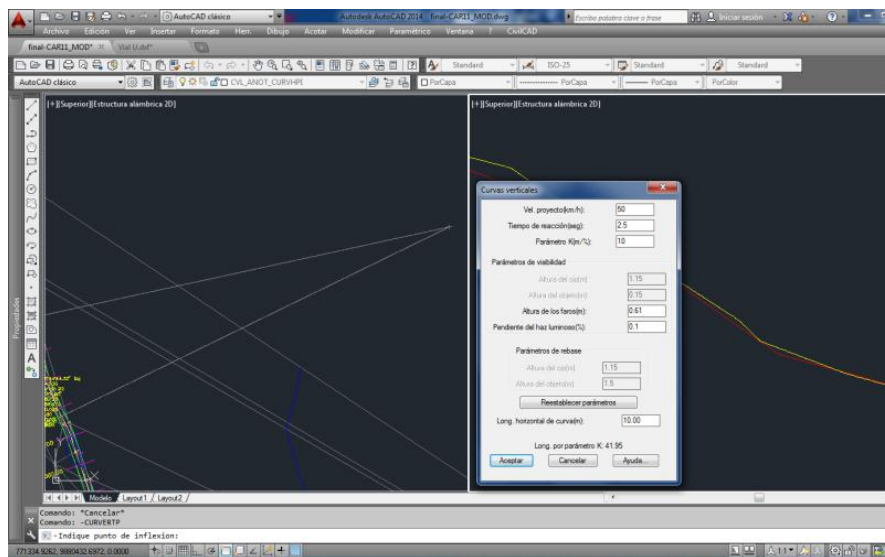 AutoCAD clásico
Autodesk AutoCAD 2014 final-CAR11_MOD.dwg
Escriba palabra clave o frase
Iniciar sesión
Archivo Edición Ver Insertar Formato Herr. Dibujo Acotar Modificar Paramétrico Ventana ? CivilCAD
final-CAR11_MOD*
Standard
ISO-25
Standard
Standard
AutoCAD clásico
CVL_ANOT_CURVHPI
PorCapa
PorCapa
PorCapa
PorColor
[+][Superior][Estructura alámbrica 2D]
[+][Superior][Estructura alámbrica 2D]
Curvas verticales
Vel. proyecto(km/h): 50
Tiempo de reacción(seg): 2.5
Parámetro K(m/%): 10
Parámetros de visibilidad
Altura del ojo(m): 1.15
Altura del objeto(m): 0.15
Altura de los faros(m): 0.61
Pendiente del haz luminoso(%): 0.1
Parámetros de rebase
Altura del ojo(m): 1.15
Altura del objeto(m): 1.5
Reestablecer parámetros
Long. horizontal de curva(m): 10.00
Long. por parámetro K: 41.95
Aceptar Cancelar Ayuda...
Propiedades
Modelo Layout1 Layout2
Comando: *Cancelar*
Comando: -CURVERTP
-Indique punto de inflexion:
771334.9262, 9880432.6972, 0.0000